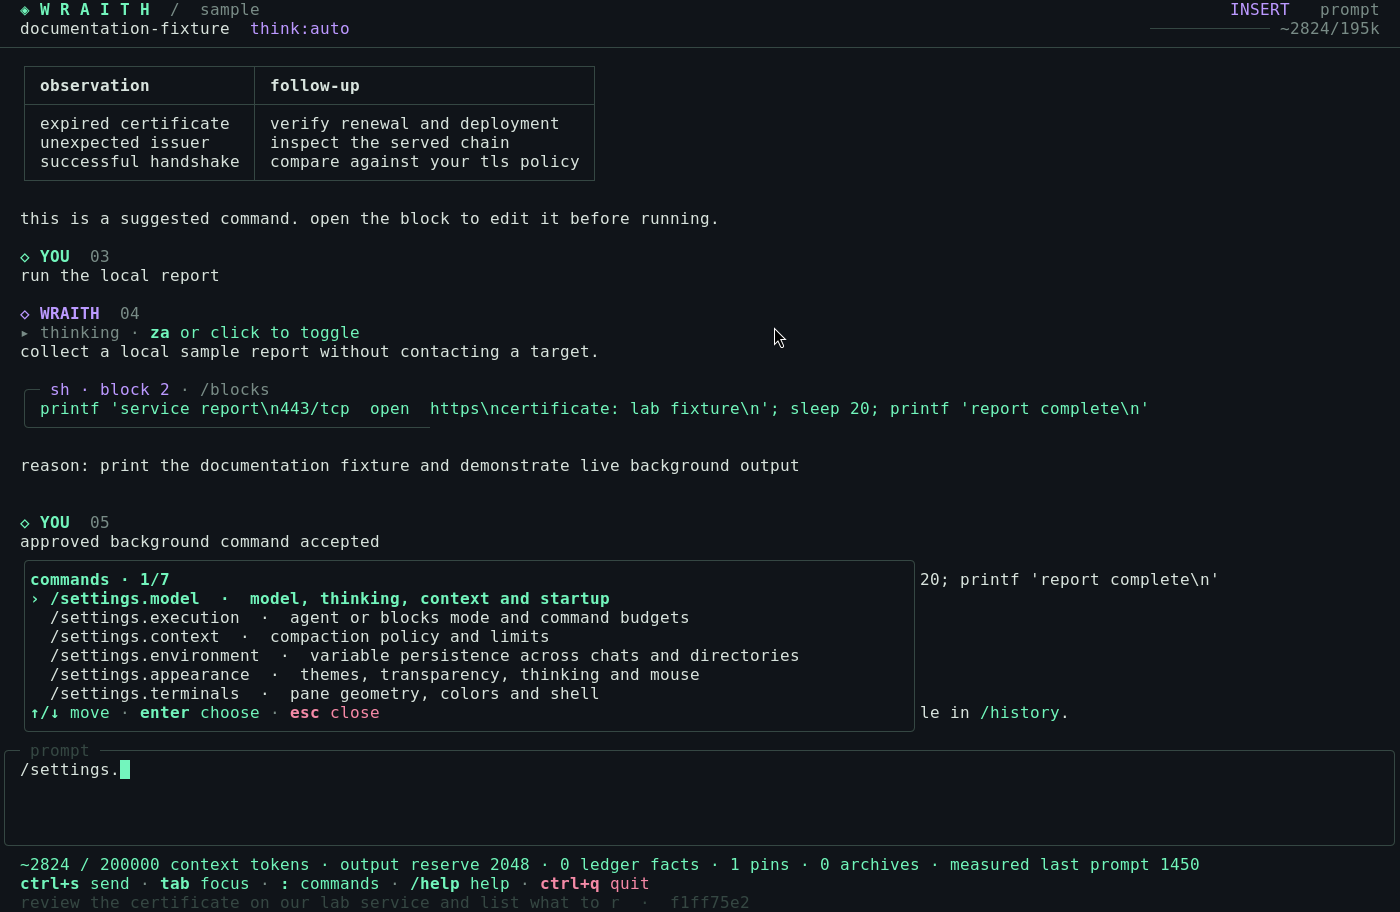 ◈ W R A I T H / sample INSERT prompt
documentation-fixture think:auto ~2824/195k
observation follow-up
expired certificate verify renewal and deployment
unexpected issuer inspect the served chain
successful handshake compare against your tls policy
this is a suggested command. open the block to edit it before running.
◇ YOU 03
run the local report
◇ WRAITH 04
▸ thinking · za or click to toggle
collect a local sample report without contacting a target.
sh · block 2 · /blocks
printf 'service report\n443/tcp  open  https\ncertificate: lab fixture\n'; sleep 20; printf 'report complete\n'
reason: print the documentation fixture and demonstrate live background output
◇ YOU 05
approved background command accepted
commands · 1/7 20; printf 'report complete\n'
› /settings.model · model, thinking, context and startup
/settings.execution · agent or blocks mode and command budgets
/settings.context · compaction policy and limits
/settings.environment · variable persistence across chats and directories
/settings.appearance · themes, transparency, thinking and mouse
/settings.terminals · pane geometry, colors and shell
↑/↓ move · enter choose · esc close le in /history.
prompt
/settings.
~2824 / 200000 context tokens · output reserve 2048 · 0 ledger facts · 1 pins · 0 archives · measured last prompt 1450
ctrl+s send · tab focus · : commands · /help help · ctrl+q quit
review the certificate on our lab service and list what to r · f1ff75e2